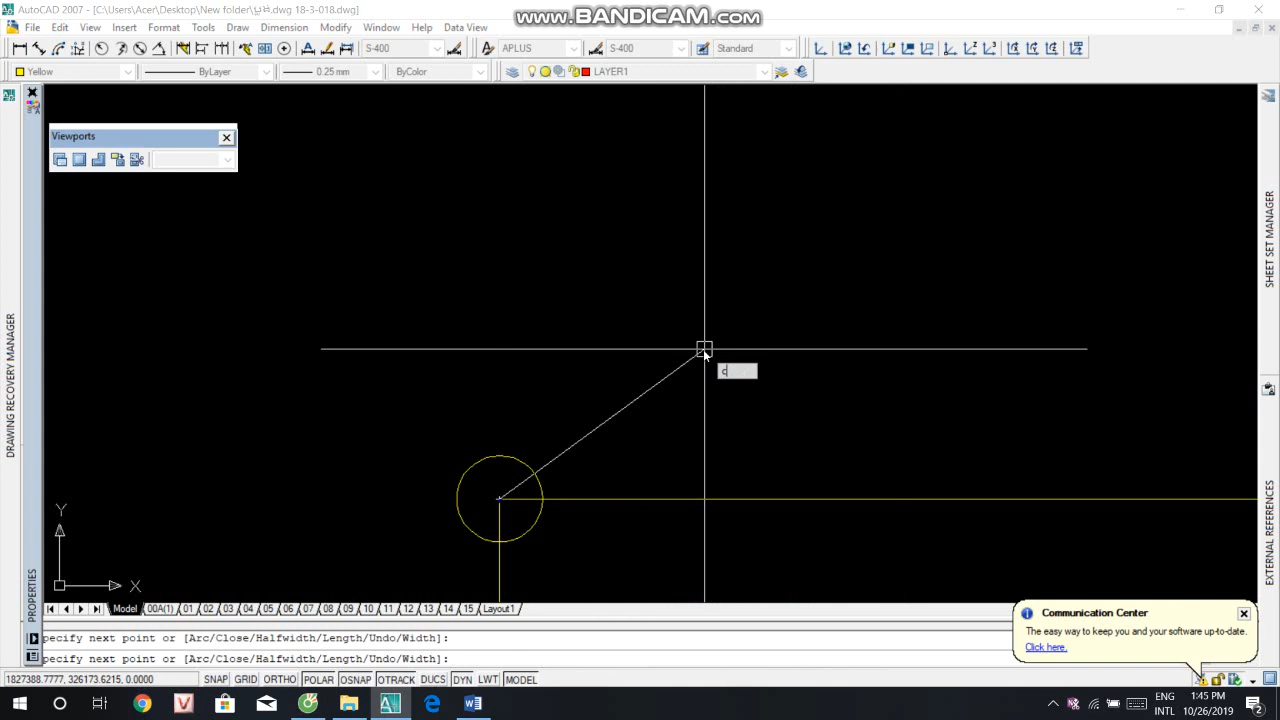 AutoCAD 2007 - [C:\Users\Acer\Desktop\New folder\남부.dwg 18-3-018.dwg]
www.BANDICAM.com
File Edit View Insert Format Tools Draw Dimension Modify Window Help Data View
S-400 APLUS S-400 Standard
Yellow ByLayer 0.25 mm ByColor LAYER1
Viewports
DRAWING RECOVERY MANAGER
PROPERTIES
SHEET SET MANAGER
EXTERNAL REFERENCES
c
Y
X
Model 00A(1) 01 02 03 04 05 06 07 08 09 10 11 12 13 14 15 Layout1
Communication Center
The easy way to keep you and your software up-to-date.
Click here.
pecify next point or [Arc/Close/Halfwidth/Length/Undo/Width]:
pecify next point or [Arc/Close/Halfwidth/Length/Undo/Width]:
1827388.7777, 326173.6215, 0.0000 SNAP GRID ORTHO POLAR OSNAP OTRACK DUCS DYN LWT MODEL
ENG 1:45 PM
INTL 10/26/2019 2